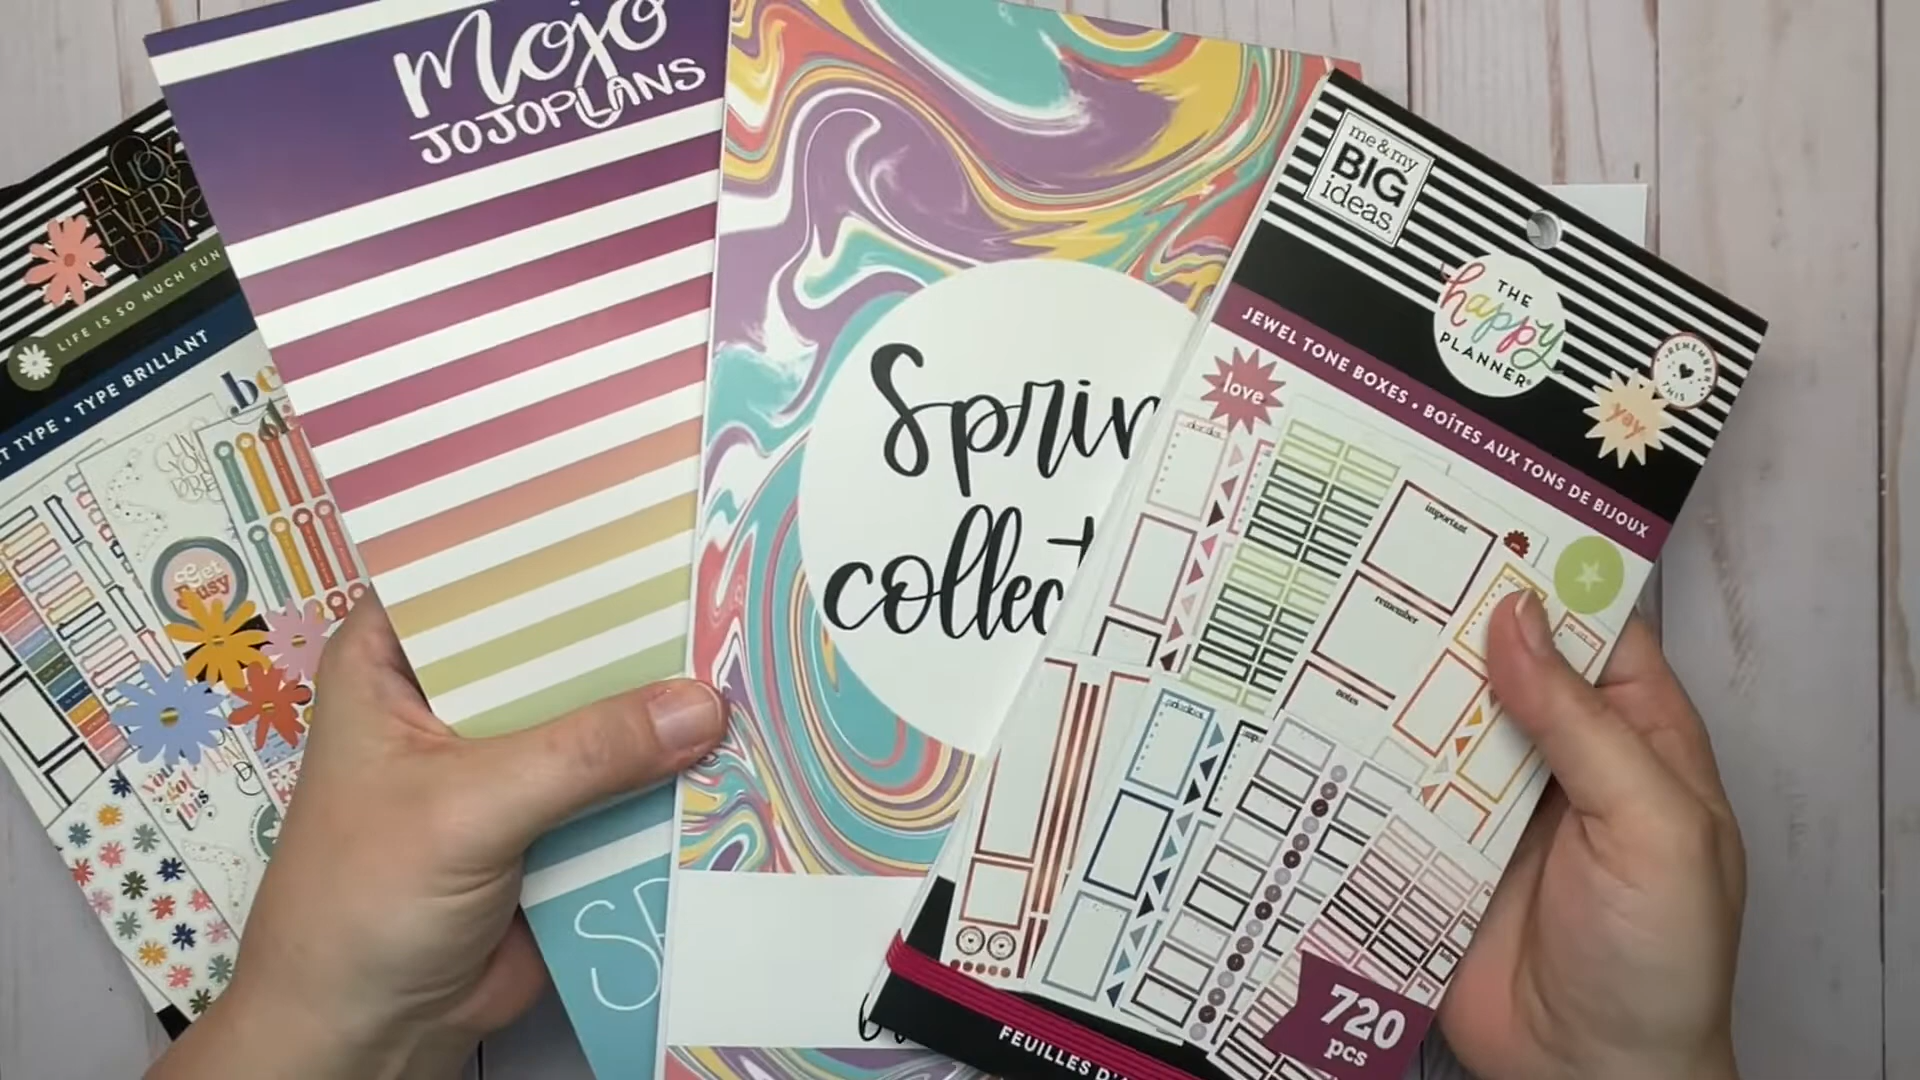 ENJOY
EVERY
DAY
LIFE IS SO MUCH FUN
T TYPE • TYPE BRILLANT
be
Get
Busy
you
got
this
mojo
JOJOPLANS
SP
Sprin
collect
me & my
BIG
ideas
THE
happy
PLANNER®
REMEMBER
THIS
JEWEL TONE BOXES • BOÎTES AUX TONS DE BIJOUX
love
yay
important
remember
notes
priorities
720
pcs
FEUILLES D'A